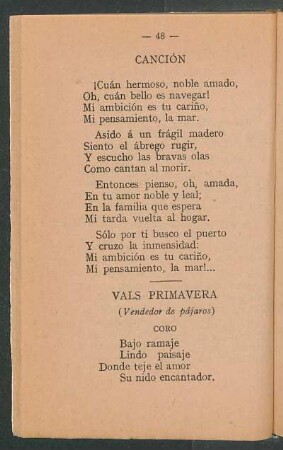 — 48 —
CANCIÓN
¡Cuán hermoso, noble amado,
Oh, cuán bello es navegar!
Mi ambición es tu cariño,
Mi pensamiento, la mar.
Asido á un frágil madero
Siento el ábrego rugir,
Y escucho las bravas olas
Como cantan al morir.
Entonces pienso, oh, amada,
En tu amor noble y leal;
En la familia que espera
Mi tarda vuelta al hogar.
Sólo por ti busco el puerto
Y cruzo la inmensidad:
Mi ambición es tu cariño,
Mi pensamiento, la mar!...
VALS PRIMAVERA
(Vendedor de pájaros)
CORO
Bajo ramaje
Lindo paisaje
Donde teje el amor
Su nido encantador.